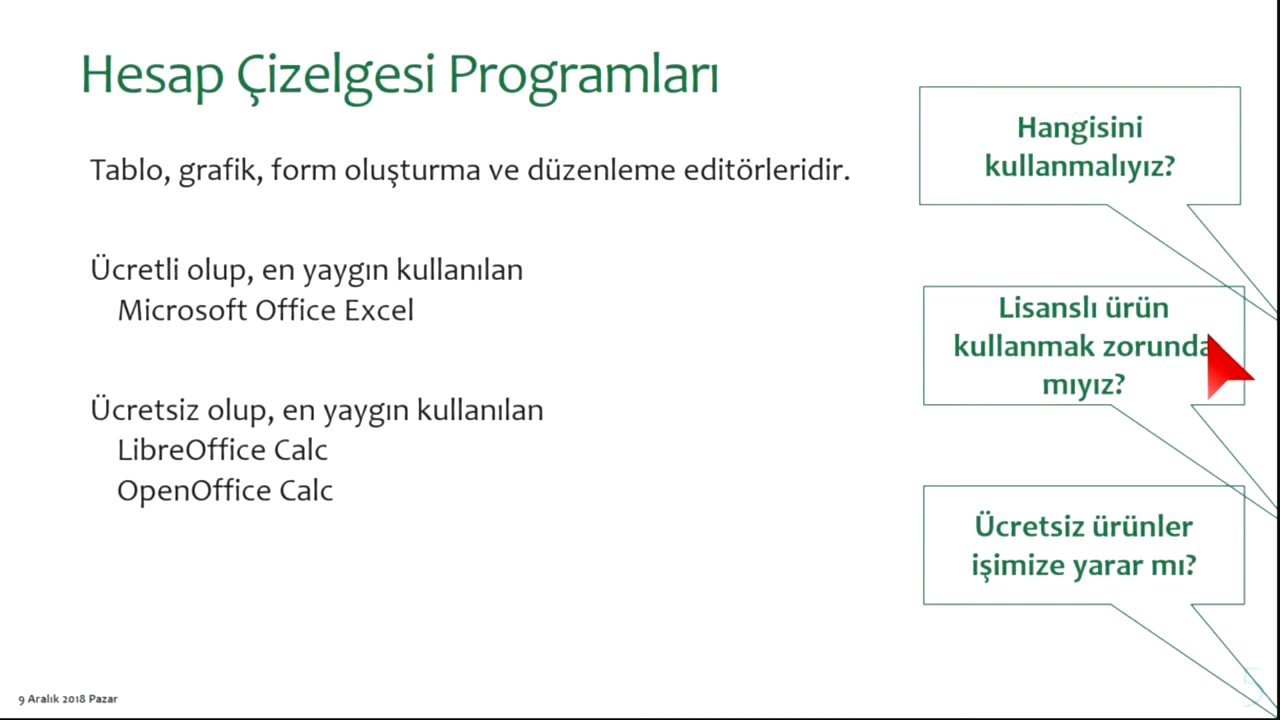 Hesap Çizelgesi Programları
Tablo, grafik, form oluşturma ve düzenleme editörleridir.
Ücretli olup, en yaygın kullanılan
Microsoft Office Excel
Ücretsiz olup, en yaygın kullanılan
LibreOffice Calc
OpenOffice Calc
Hangisini
kullanmalıyız?
Lisanslı ürün
kullanmak zorunda
mıyız?
Ücretsiz ürünler
işimize yarar mı?
9 Aralık 2018 Pazar
5